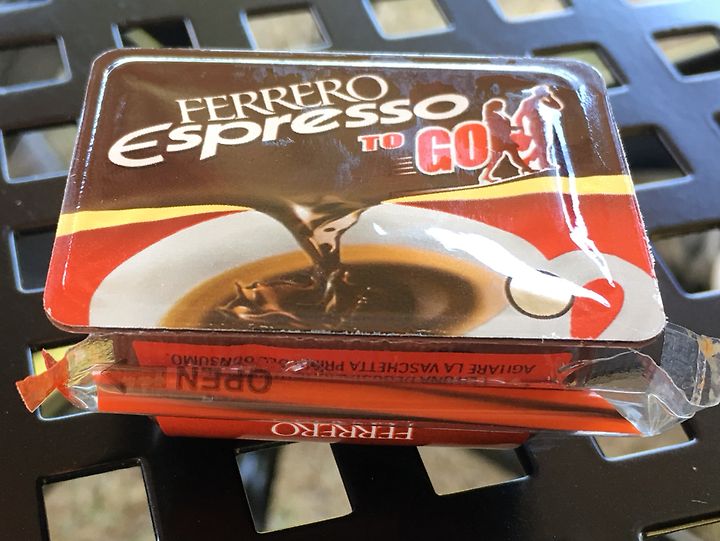 FERRERO
Espresso
TO GO
AGITARE LA VASCHETTA PRIMA DEL CONSUMO.
OPEN
FERRERO